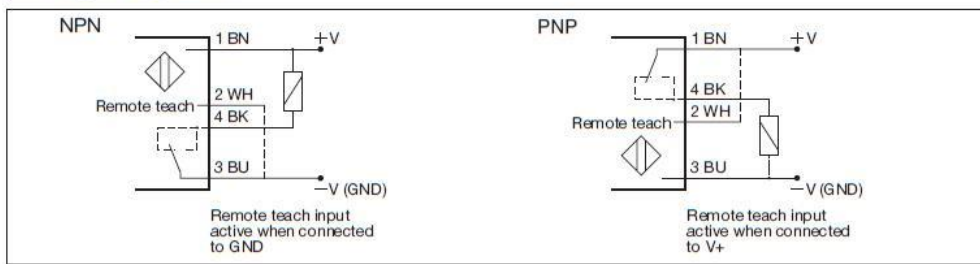 NPN
1 BN
+V
2 WH
Remote teach
4 BK
3 BU
−V (GND)
Remote teach input
active when connected
to GND
PNP
1 BN
+V
4 BK
2 WH
Remote teach
3 BU
−V (GND)
Remote teach input
active when connected
to V+